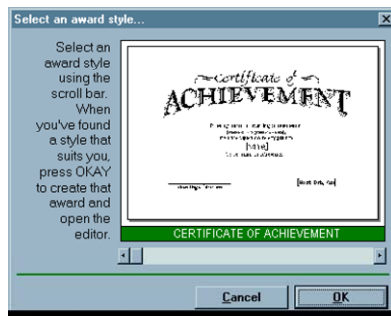 Select an award style...
Select an
award style
using the
scroll bar.
When
you've found
a style that
suits you,
press OKAY
to create that
award and
open the
editor.
Certificate of
ACHIEVEMENT
[Name]
CERTIFICATE OF ACHIEVEMENT
Cancel
OK